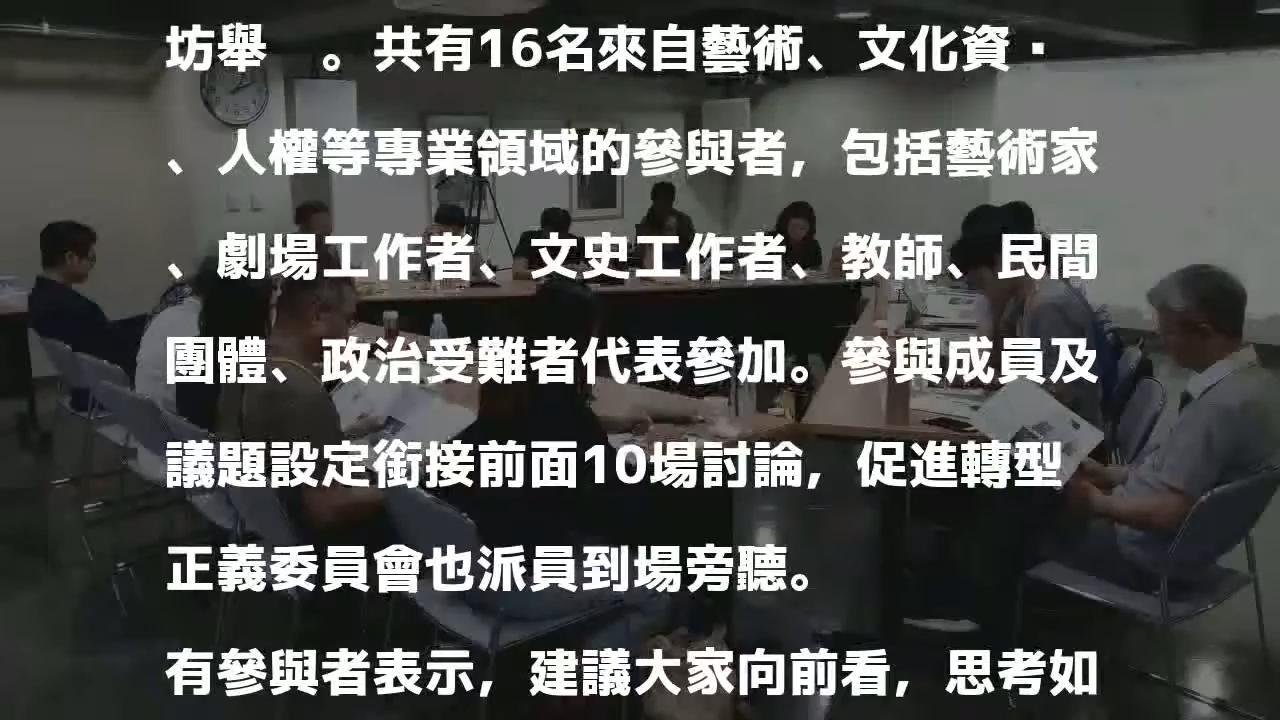 坊舉 。共有16名來自藝術、文化資·
、人權等專業領域的參與者，包括藝術家
、劇場工作者、文史工作者、教師、民間
團體、政治受難者代表參加。參與成員及
議題設定銜接前面10場討論，促進轉型
正義委員會也派員到場旁聽。
有參與者表示，建議大家向前看，思考如